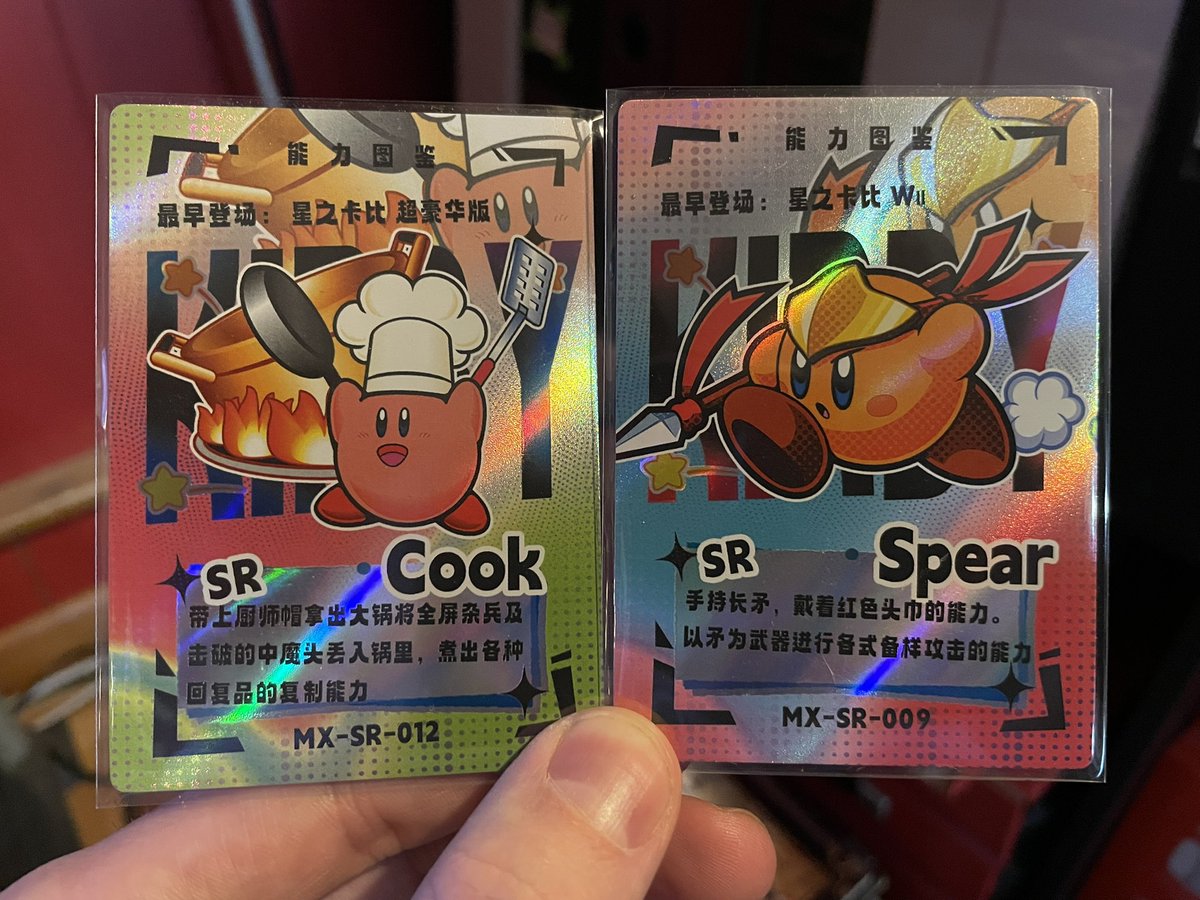 能力图鉴
最早登场：星之卡比 超豪华版
KIRBY
SR
Cook
带上厨师帽拿出大锅将全屏杂兵及
击破的中魔头丢入锅里，煮出各种
回复品的复制能力
MX-SR-012
能力图鉴
最早登场：星之卡比 Wii
KIRBY
SR
Spear
手持长矛，戴着红色头巾的能力。
以矛为武器进行各式备样攻击的能力
MX-SR-009